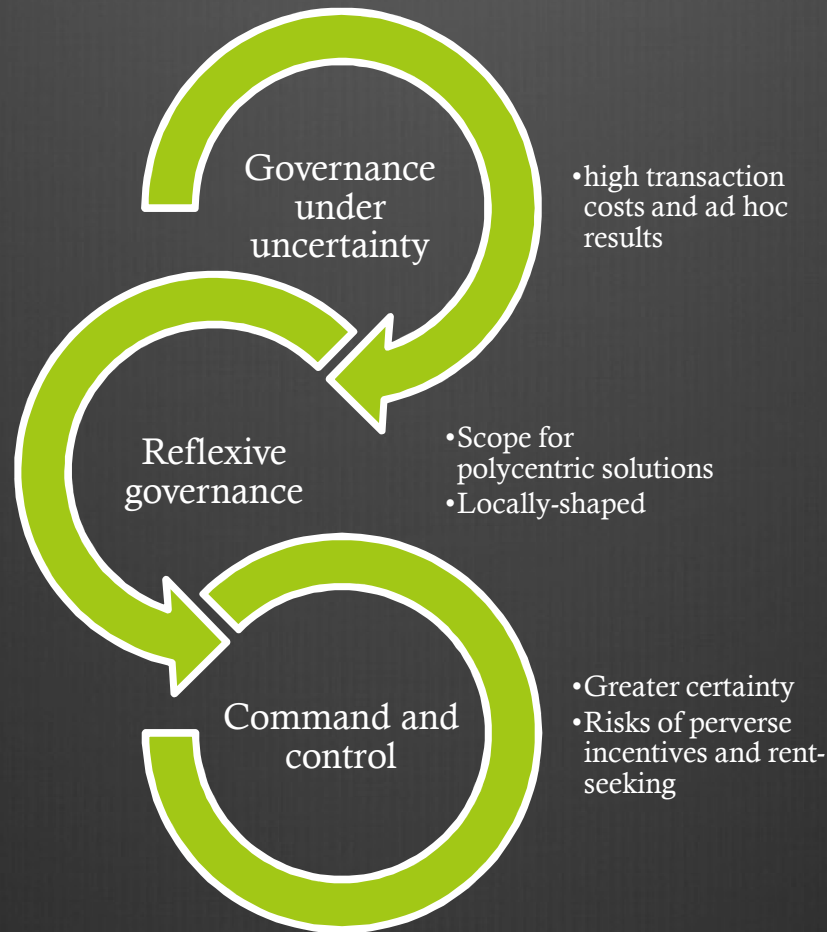 Governance
under
uncertainty
•high transaction
costs and ad hoc
results
Reflexive
governance
•Scope for
polycentric solutions
•Locally-shaped
Command and
control
•Greater certainty
•Risks of perverse
incentives and rent-
seeking